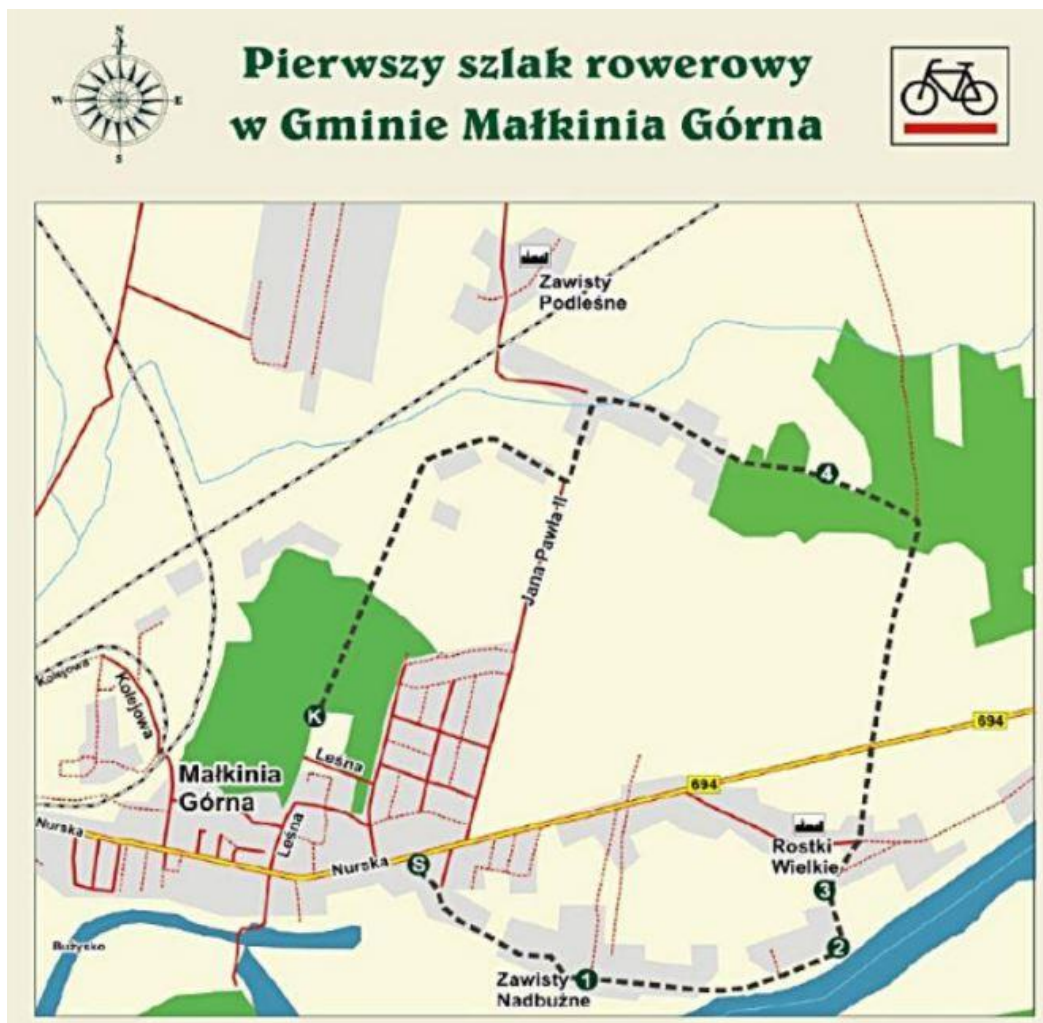 N
W
E
S
Pierwszy szlak rowerowy
w Gminie Małkinia Górna
Zawisty
Podleśne
4
Jana Pawła II
Kolejowa
Kolejowa
K
Leśna
694
694
Małkinia
Górna
Nurska
Leśna
Nurska
S
Rostki
Wielkie
3
2
Bużysko
Zawisty
Nadbużne
1